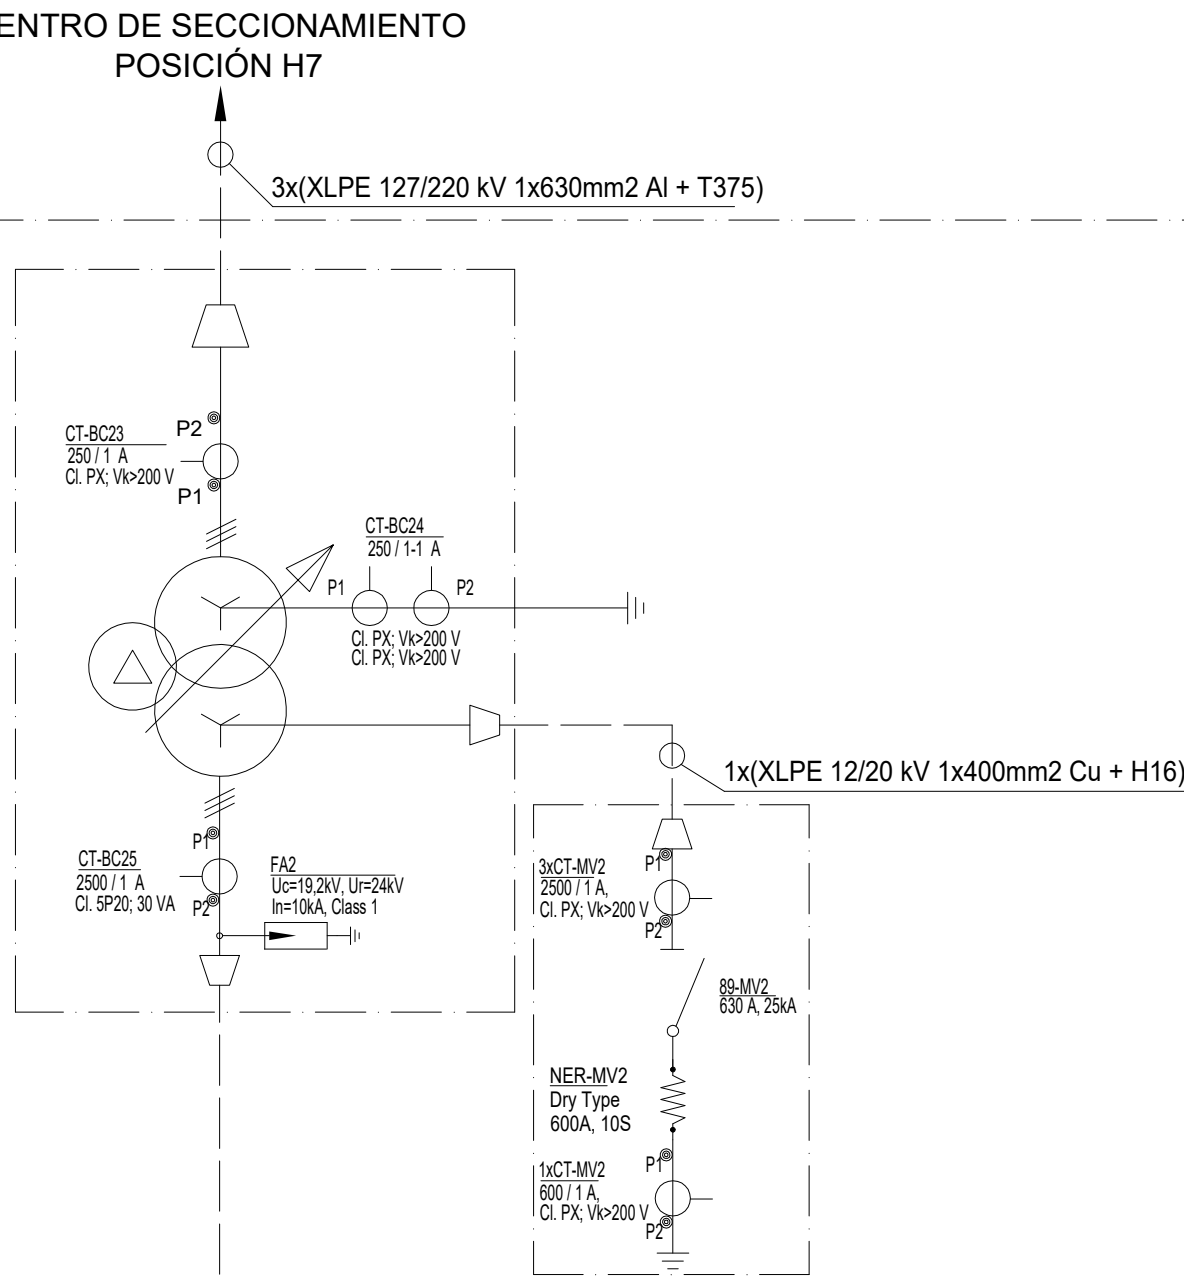 ENTRO DE SECCIONAMIENTO
POSICIÓN H7
3x(XLPE 127/220 kV 1x630mm2 Al + T375)
P2
CT-BC23
250 / 1 A
Cl. PX; Vk>200 V
P1
CT-BC24
250 / 1-1 A
P1
P2
Cl. PX; Vk>200 V
Cl. PX; Vk>200 V
1x(XLPE 12/20 kV 1x400mm2 Cu + H16)
P1
CT-BC25
2500 / 1 A
Cl. 5P20; 30 VA
P2
FA2
Uc=19,2kV, Ur=24kV
In=10kA, Class 1
P1
3xCT-MV2
2500 / 1 A,
Cl. PX; Vk>200 V
P2
89-MV2
630 A, 25kA
NER-MV2
Dry Type
600A, 10S
P1
1xCT-MV2
600 / 1 A,
Cl. PX; Vk>200 V
P2